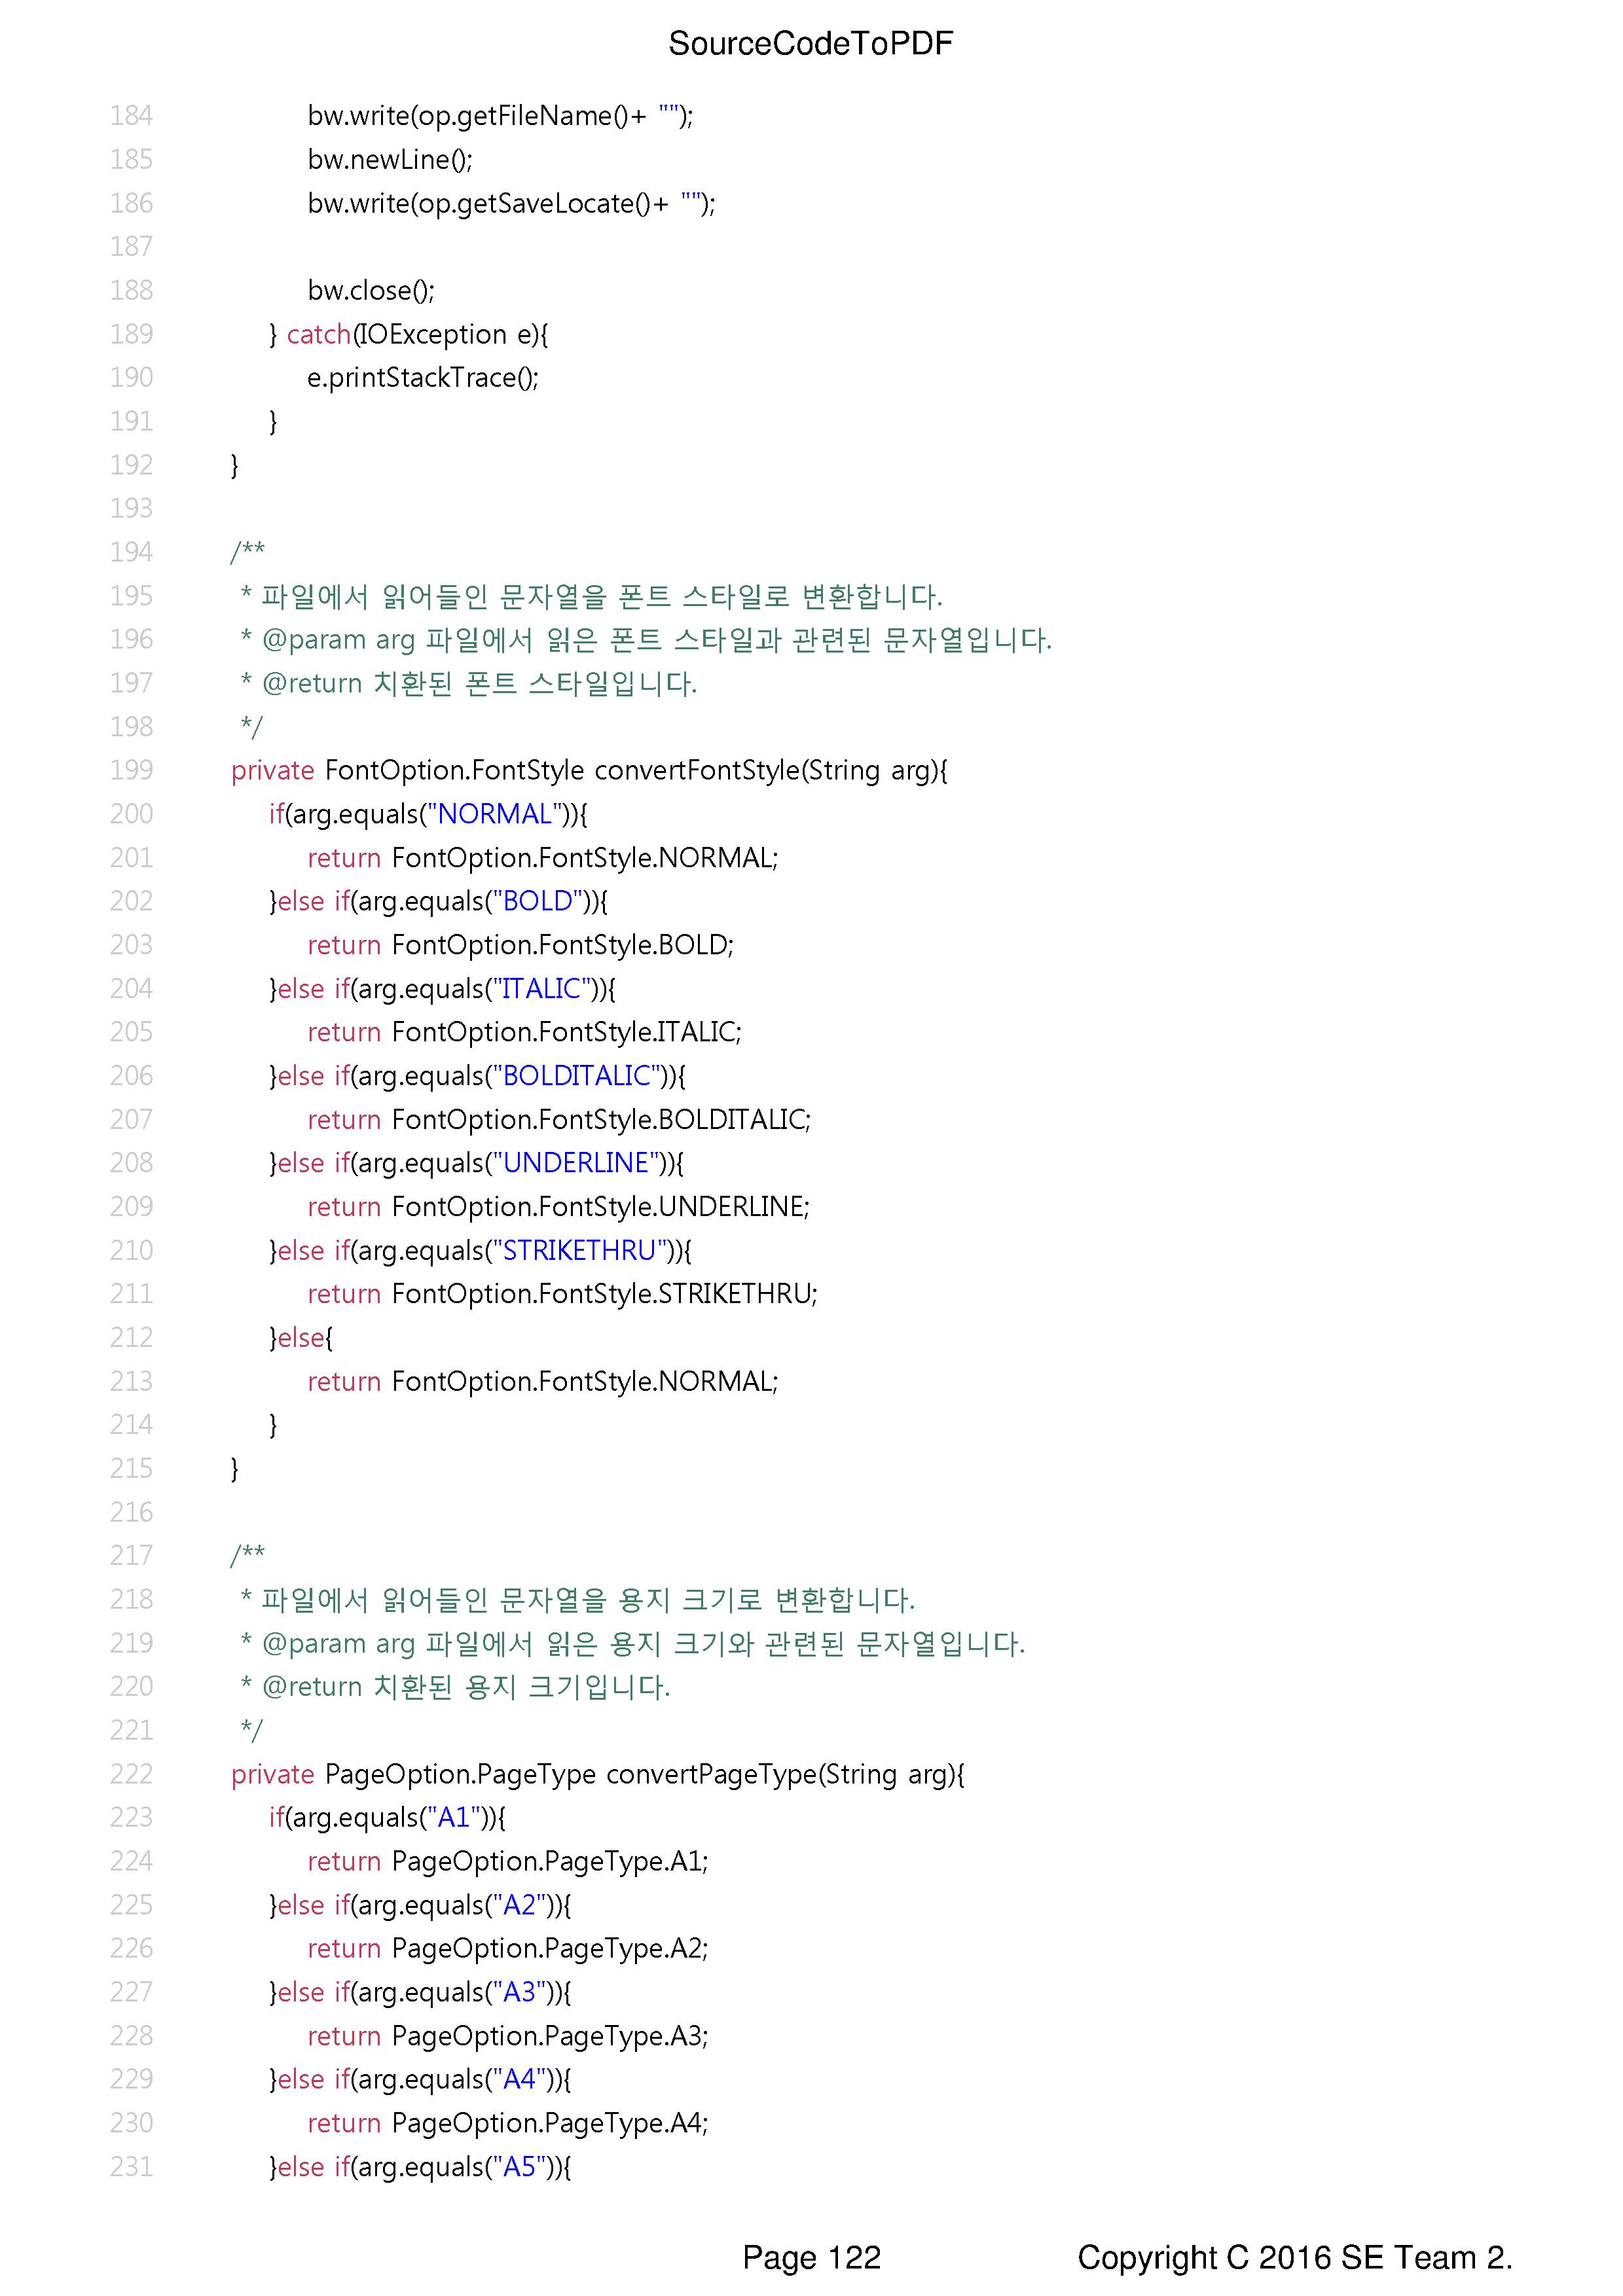 SourceCodeToPDF
184 bw.write(op.getFileName()+ "");
185 bw.newLine();
186 bw.write(op.getSaveLocate()+ "");
187
188 bw.close();
189 } catch(IOException e){
190 e.printStackTrace();
191 }
192 }
193
194 /**
195 * 파일에서 읽어들인 문자열을 폰트 스타일로 변환합니다.
196 * @param arg 파일에서 읽은 폰트 스타일과 관련된 문자열입니다.
197 * @return 치환된 폰트 스타일입니다.
198 */
199 private FontOption.FontStyle convertFontStyle(String arg){
200 if(arg.equals("NORMAL")){
201 return FontOption.FontStyle.NORMAL;
202 }else if(arg.equals("BOLD")){
203 return FontOption.FontStyle.BOLD;
204 }else if(arg.equals("ITALIC")){
205 return FontOption.FontStyle.ITALIC;
206 }else if(arg.equals("BOLDITALIC")){
207 return FontOption.FontStyle.BOLDITALIC;
208 }else if(arg.equals("UNDERLINE")){
209 return FontOption.FontStyle.UNDERLINE;
210 }else if(arg.equals("STRIKETHRU")){
211 return FontOption.FontStyle.STRIKETHRU;
212 }else{
213 return FontOption.FontStyle.NORMAL;
214 }
215 }
216
217 /**
218 * 파일에서 읽어들인 문자열을 용지 크기로 변환합니다.
219 * @param arg 파일에서 읽은 용지 크기와 관련된 문자열입니다.
220 * @return 치환된 용지 크기입니다.
221 */
222 private PageOption.PageType convertPageType(String arg){
223 if(arg.equals("A1")){
224 return PageOption.PageType.A1;
225 }else if(arg.equals("A2")){
226 return PageOption.PageType.A2;
227 }else if(arg.equals("A3")){
228 return PageOption.PageType.A3;
229 }else if(arg.equals("A4")){
230 return PageOption.PageType.A4;
231 }else if(arg.equals("A5")){
Page 122 Copyright C 2016 SE Team 2.